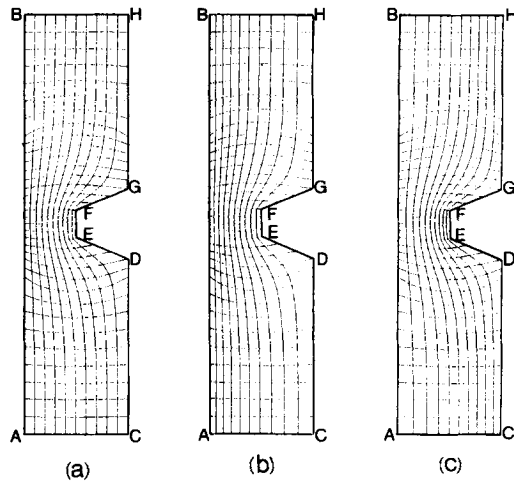 B H B H B H
G G G
F F F
E E E
D D D
A C A C A C
(a) (b) (c)